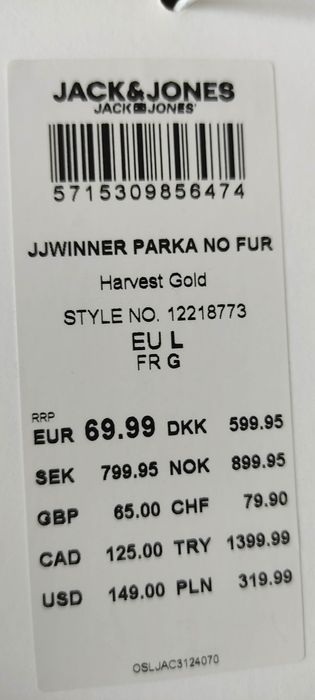 JACK&JONES
JACK & JONES
5715309856474
JJWINNER PARKA NO FUR
Harvest Gold
STYLE NO. 12218773
EU L
FR G
RRP
EUR 69.99 DKK 599.95
SEK 799.95 NOK 899.95
GBP 65.00 CHF 79.90
CAD 125.00 TRY 1399.99
USD 149.00 PLN 319.99
OSLJAC3124070